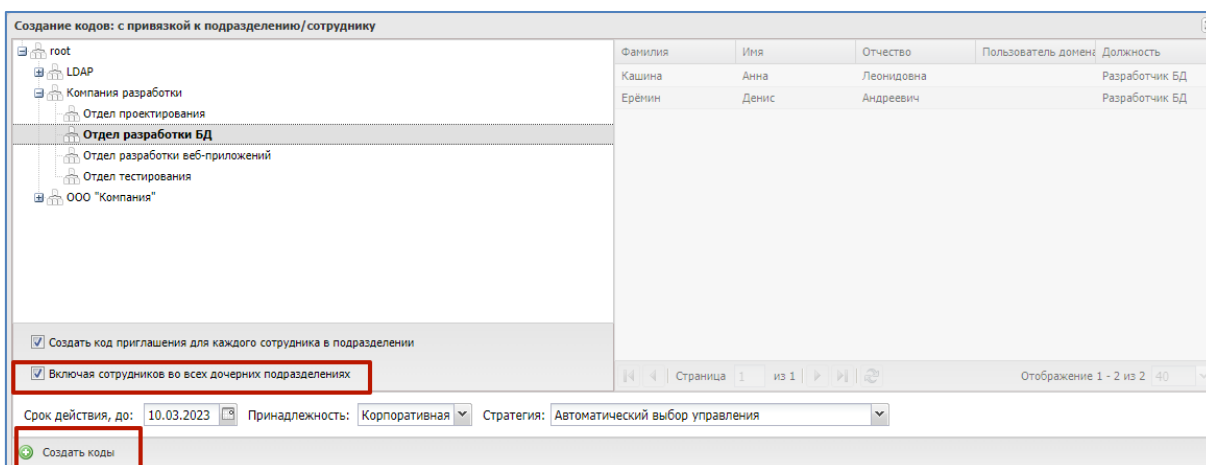 Создание кодов: с привязкой к подразделению/сотруднику
root
LDAP
Компания разработки
Отдел проектирования
Отдел разработки БД
Отдел разработки веб-приложений
Отдел тестирования
ООО "Компания"
Фамилия Имя Отчество Пользователь домена Должность
Кашина Анна Леонидовна Разработчик БД
Ерёмин Денис Андреевич Разработчик БД
Создать код приглашения для каждого сотрудника в подразделении
Включая сотрудников во всех дочерних подразделениях
Страница 1 из 1 Отображение 1 - 2 из 2 40
Срок действия, до: 10.03.2023 Принадлежность: Корпоративная Стратегия: Автоматический выбор управления
Создать коды